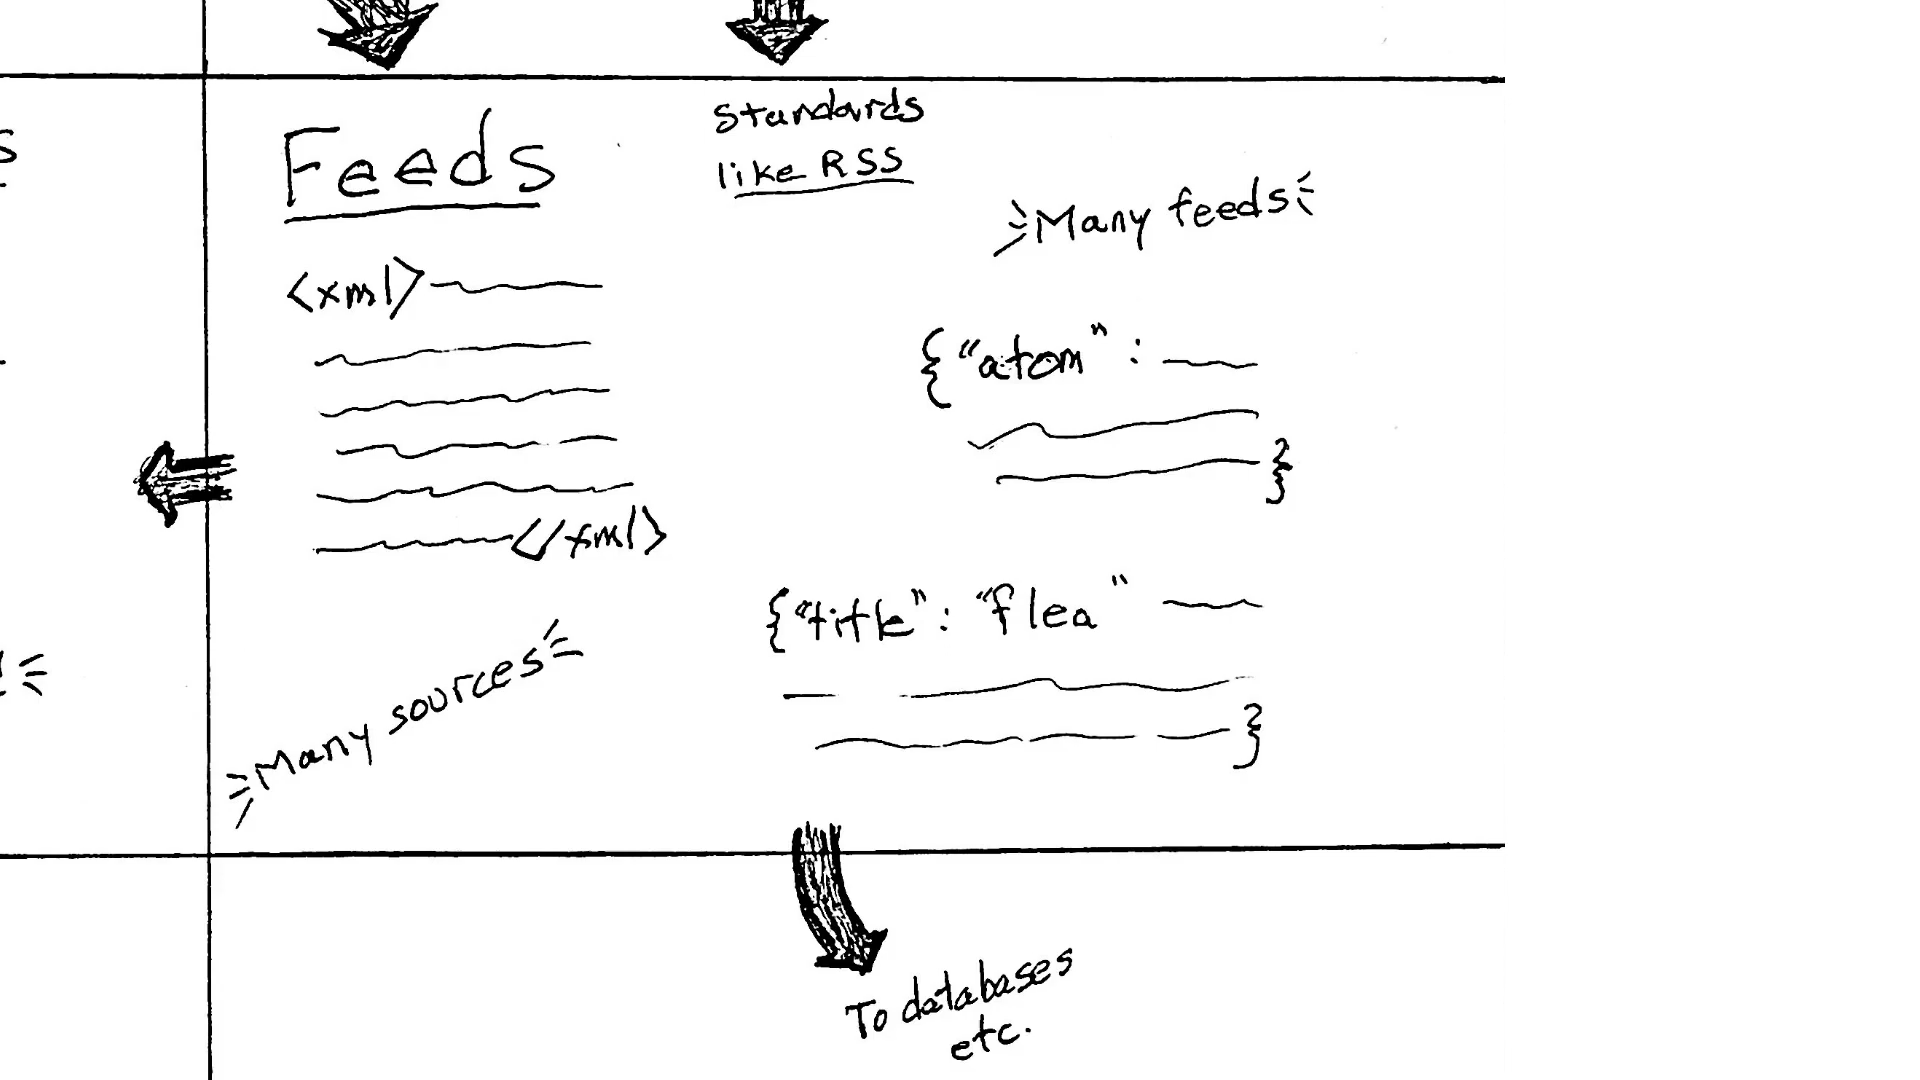 Feeds
Standards
like RSS
Many feeds
<xml>
</xml>
{"atom":
}
{"title": "flea"
}
Many sources
To databases
etc.